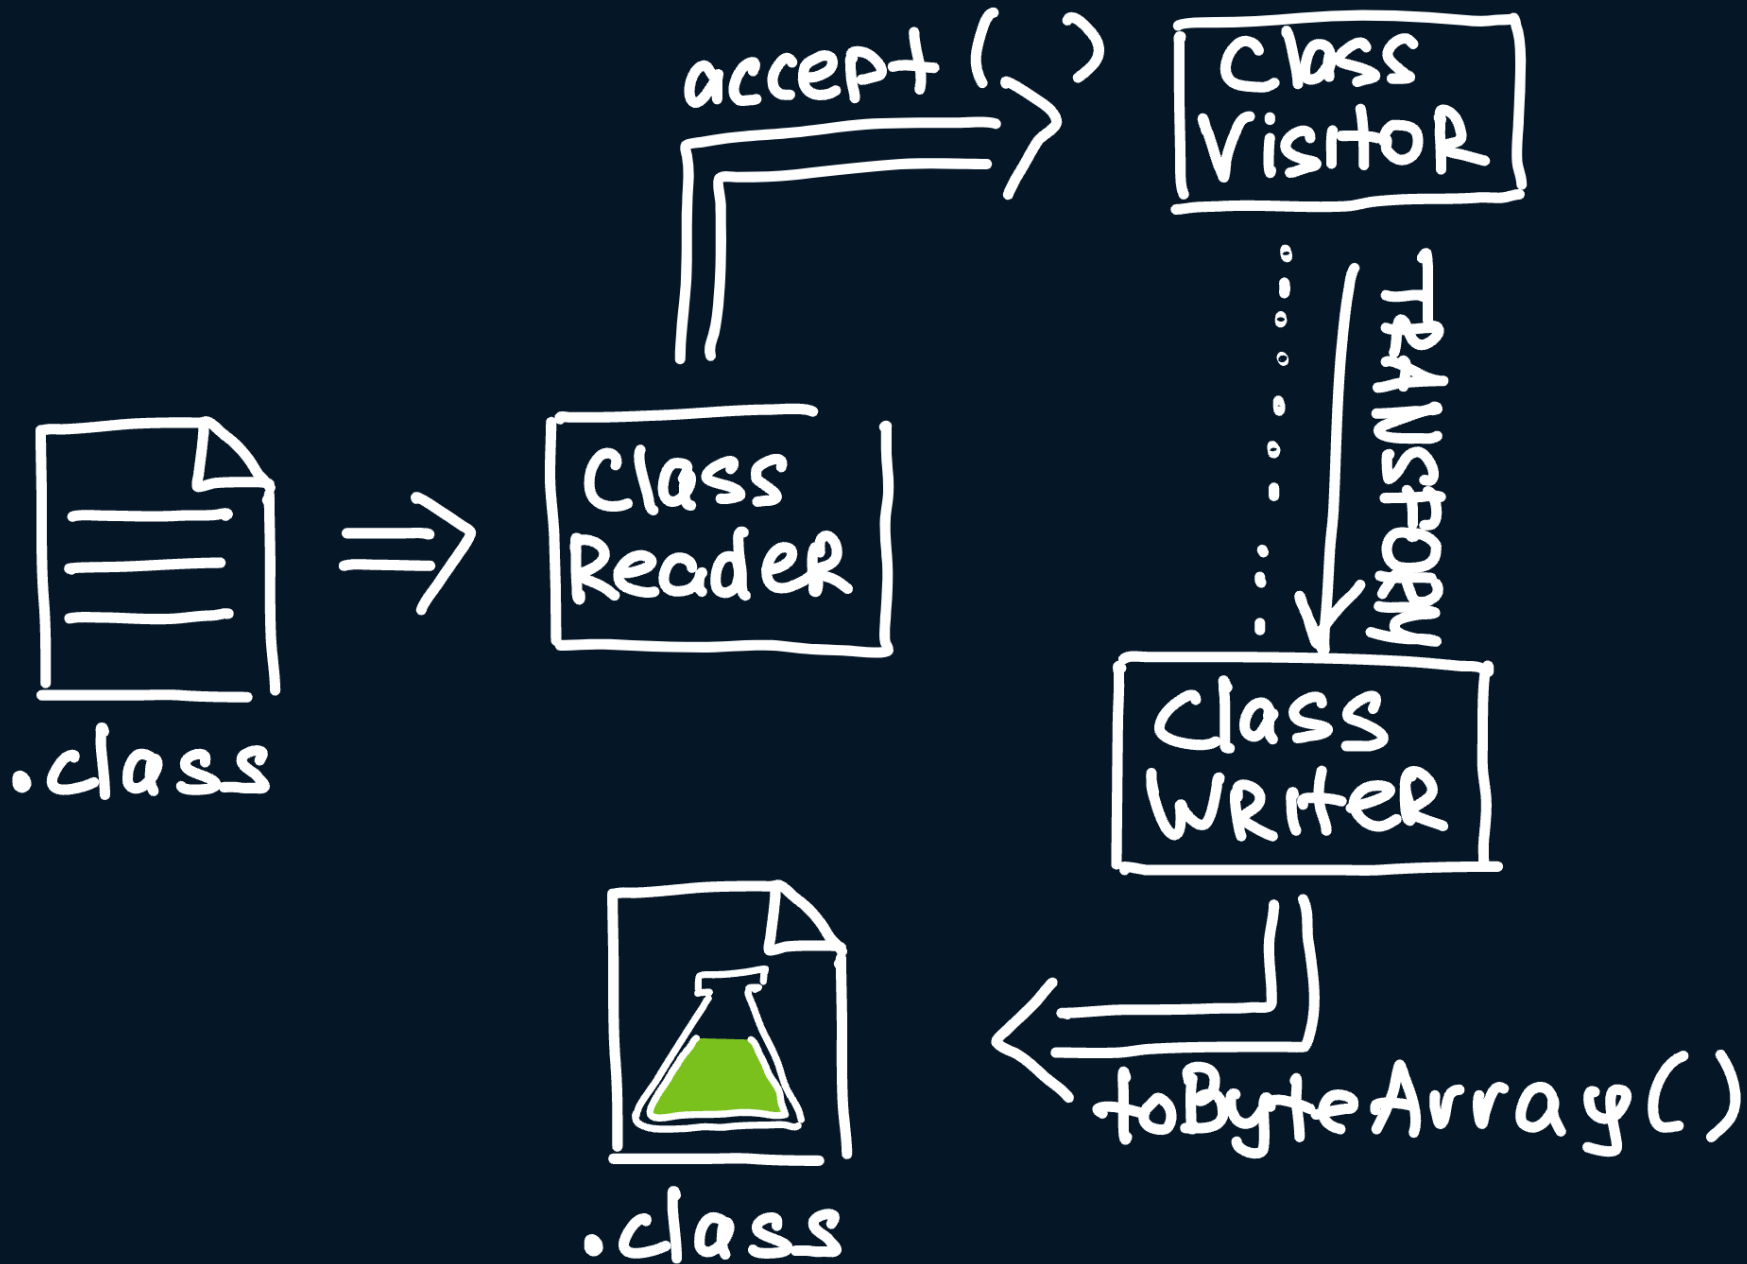 accept( )
Class
Visitor
TRANSFORM
Class
Reader
.class
Class
Writer
toByteArray()
.class